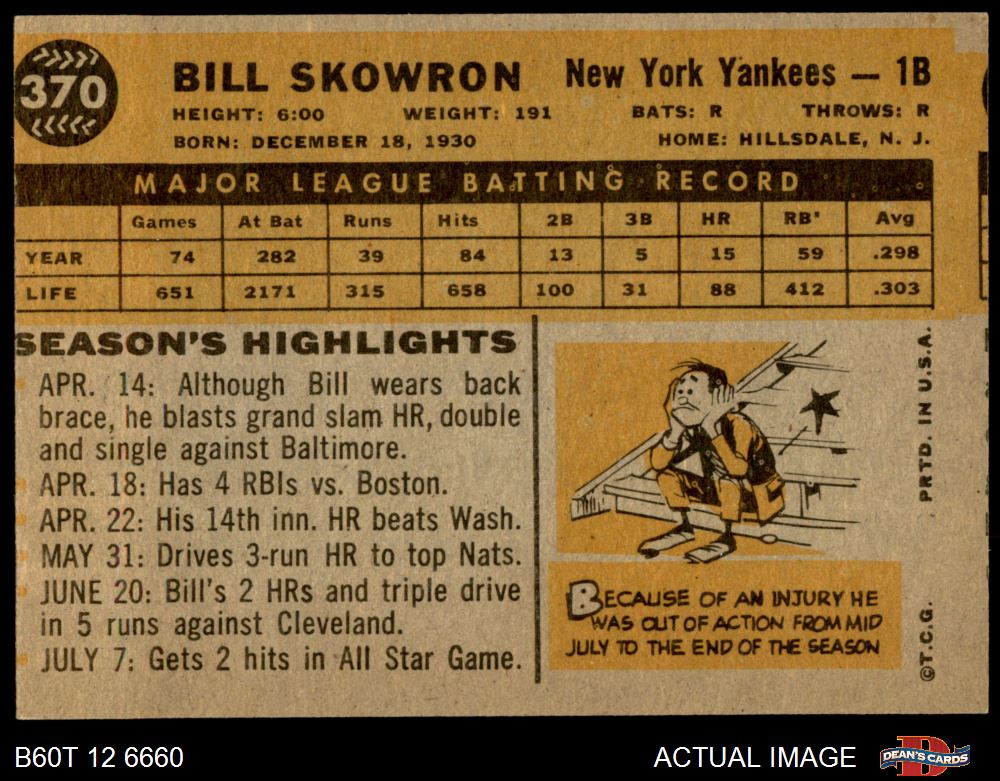 370
BILL SKOWRON New York Yankees — 1B
HEIGHT: 6:00 WEIGHT: 191 BATS: R THROWS: R
BORN: DECEMBER 18, 1930 HOME: HILLSDALE, N. J.
MAJOR LEAGUE BATTING RECORD
Games At Bat Runs Hits 2B 3B HR RB' Avg
YEAR 74 282 39 84 13 5 15 59 .298
LIFE 651 2171 315 658 100 31 88 412 .303
SEASON'S HIGHLIGHTS
APR. 14: Although Bill wears back
brace, he blasts grand slam HR, double
and single against Baltimore.
APR. 18: Has 4 RBIs vs. Boston.
APR. 22: His 14th inn. HR beats Wash.
MAY 31: Drives 3-run HR to top Nats.
JUNE 20: Bill's 2 HRs and triple drive
in 5 runs against Cleveland.
JULY 7: Gets 2 hits in All Star Game.
BECAUSE OF AN INJURY HE
WAS OUT OF ACTION FROM MID
JULY TO THE END OF THE SEASON
©T.C.G. PRTD. IN U.S.A.
B60T 12 6660 ACTUAL IMAGE DEAN'S CARDS